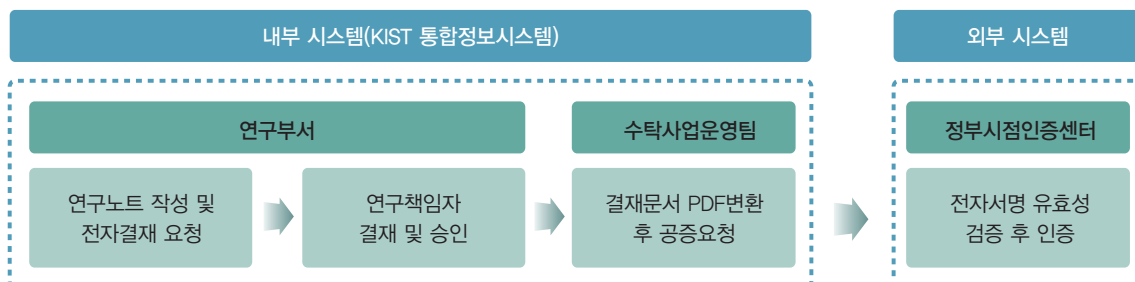 내부 시스템(KIST 통합정보시스템)
외부 시스템
연구부서
수탁사업운영팀
정부시점인증센터
연구노트 작성 및
전자결재 요청
연구책임자
결재 및 승인
결재문서 PDF변환
후 공증요청
전자서명 유효성
검증 후 인증